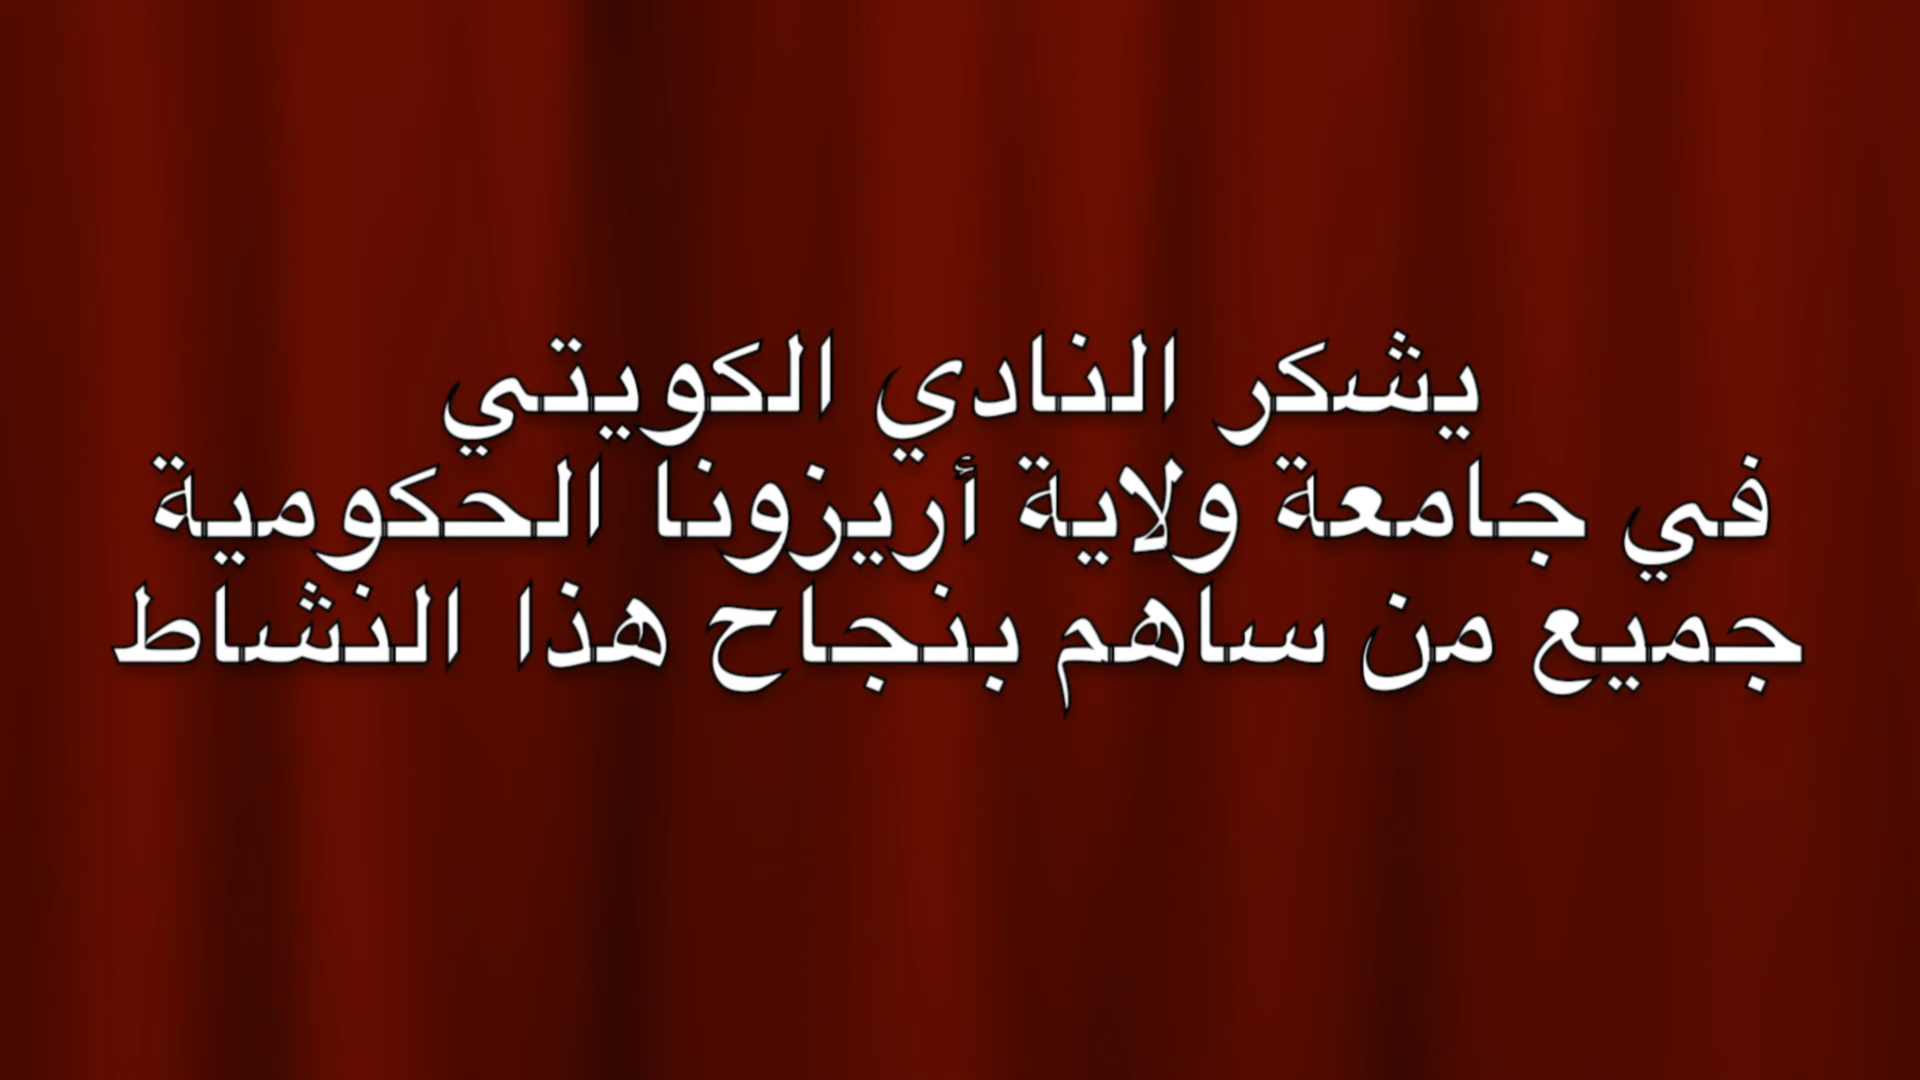 يشكر النادي الكويتي
في جامعة ولاية أريزونا الحكومية
جميع من ساهم بنجاح هذا النشاط